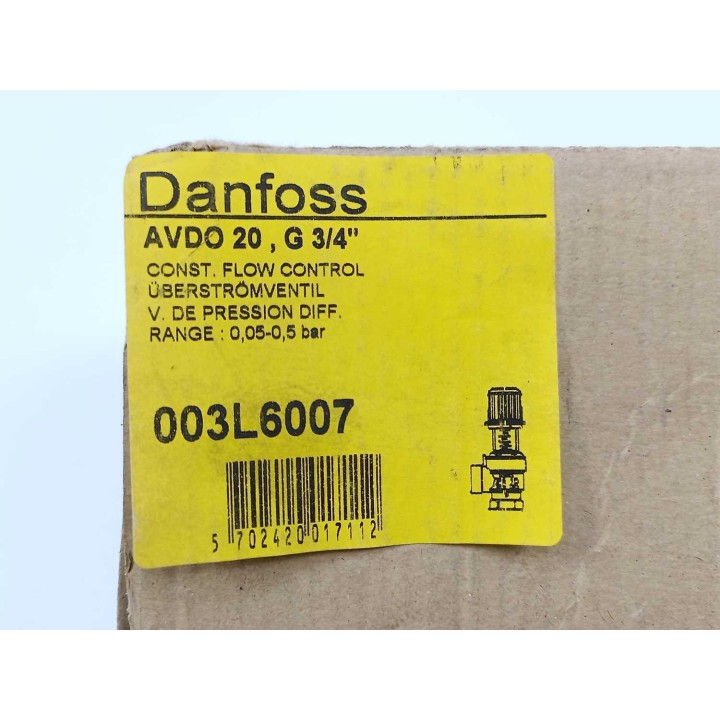 Danfoss
AVDO 20 , G 3/4"
CONST. FLOW CONTROL
ÜBERSTRÖMVENTIL
V. DE PRESSION DIFF.
RANGE : 0,05-0,5 bar
003L6007
5 702420 017112